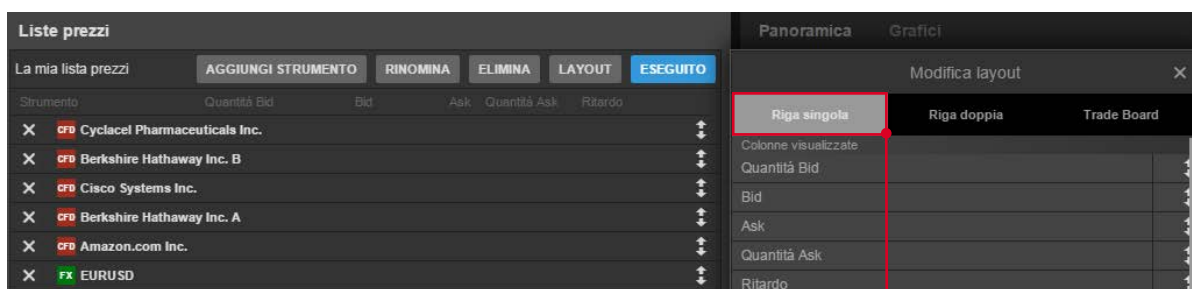 Liste prezzi
La mia lista prezzi AGGIUNGI STRUMENTO RINOMINA ELIMINA LAYOUT ESEGUITO
Strumento Quantità Bid Bid Ask Quantità Ask Ritardo
CFD Cyclacel Pharmaceuticals Inc.
CFD Berkshire Hathaway Inc. B
CFD Cisco Systems Inc.
CFD Berkshire Hathaway Inc. A
CFD Amazon.com Inc.
FX EURUSD
Panoramica Grafici
Modifica layout
Riga singola Riga doppia Trade Board
Colonne visualizzate
Quantità Bid
Bid
Ask
Quantità Ask
Ritardo